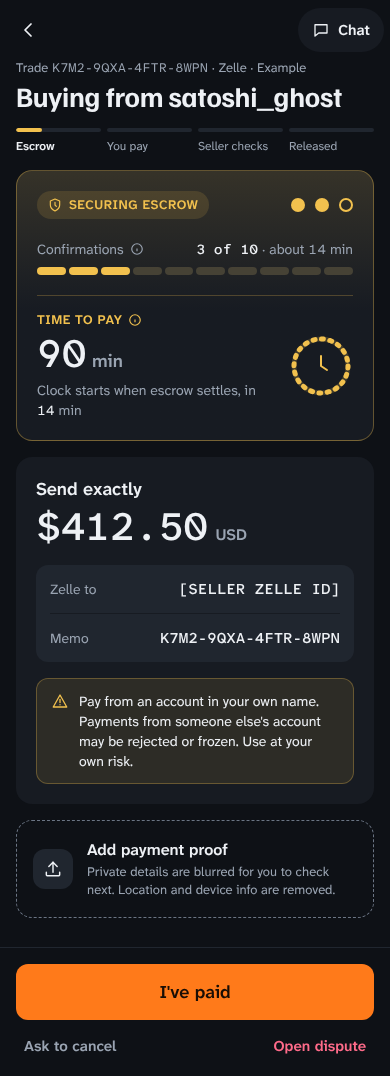 Chat
Trade K7M2-9QXA-4FTR-8WPN · Zelle · Example
Buying from satoshi_ghost
Escrow
You pay
Seller checks
Released
SECURING ESCROW
Confirmations
3 of 10 · about 14 min
TIME TO PAY
90 min
Clock starts when escrow settles, in
14 min
Send exactly
$412.50 USD
Zelle to
[SELLER ZELLE ID]
Memo
K7M2-9QXA-4FTR-8WPN
Pay from an account in your own name.
Payments from someone else's account
may be rejected or frozen. Use at your
own risk.
Add payment proof
Private details are blurred for you to check
next. Location and device info are removed.
I've paid
Ask to cancel
Open dispute